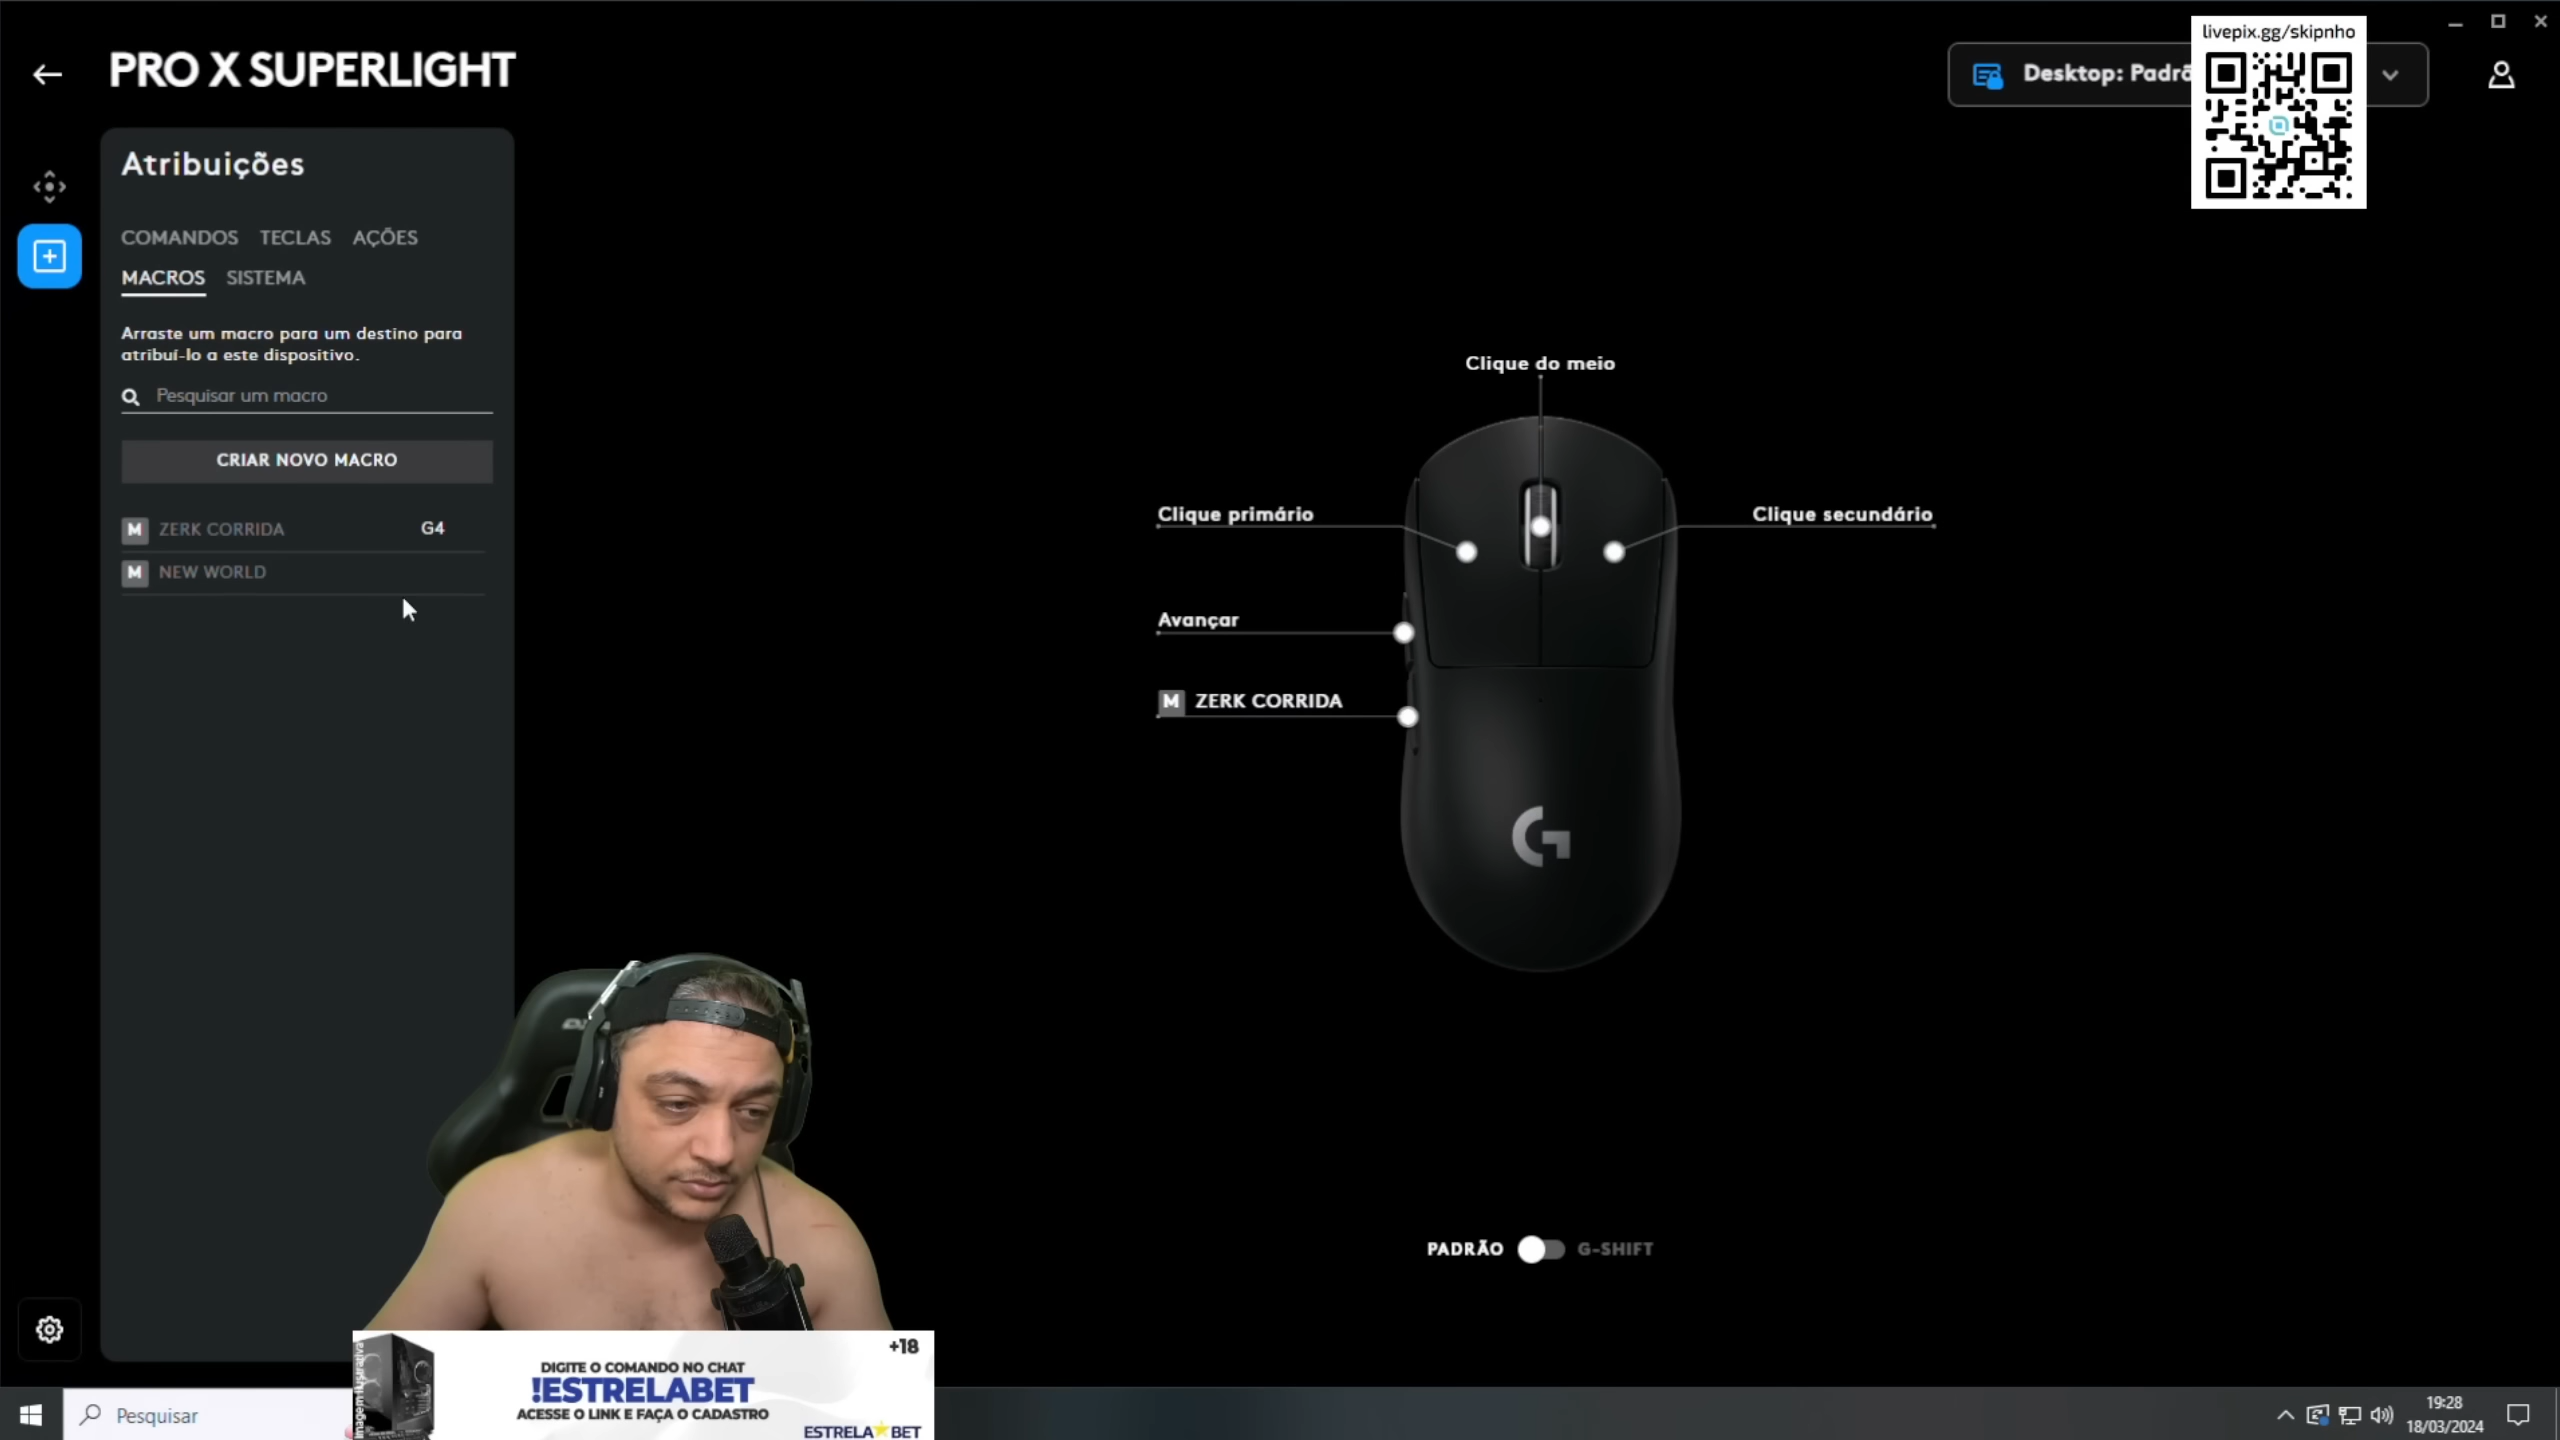 livepix.gg/skipnho
PRO X SUPERLIGHT
Desktop: Padrã
Atribuições
COMANDOS TECLAS AÇÕES
MACROS SISTEMA
Arraste um macro para um destino para
atribuí-lo a este dispositivo.
Pesquisar um macro
CRIAR NOVO MACRO
M ZERK CORRIDA G4
M NEW WORLD
Clique do meio
Clique primário
Clique secundário
Avançar
M ZERK CORRIDA
G
PADRÃO G-SHIFT
+18
Imagem ilustrativa
DIGITE O COMANDO NO CHAT
!ESTRELABET
ACESSE O LINK E FAÇA O CADASTRO
ESTRELA BET
Pesquisar
19:28
18/03/2024